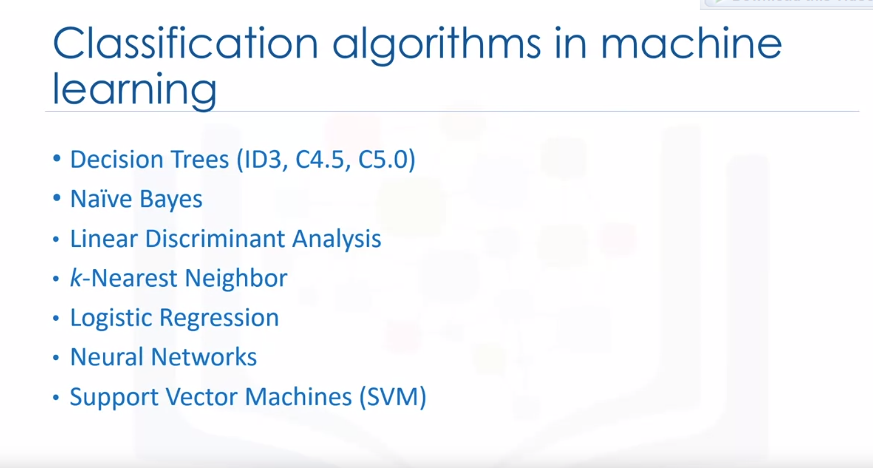 Classification algorithms in machine
learning
• Decision Trees (ID3, C4.5, C5.0)
• Naïve Bayes
• Linear Discriminant Analysis
• k-Nearest Neighbor
• Logistic Regression
• Neural Networks
• Support Vector Machines (SVM)